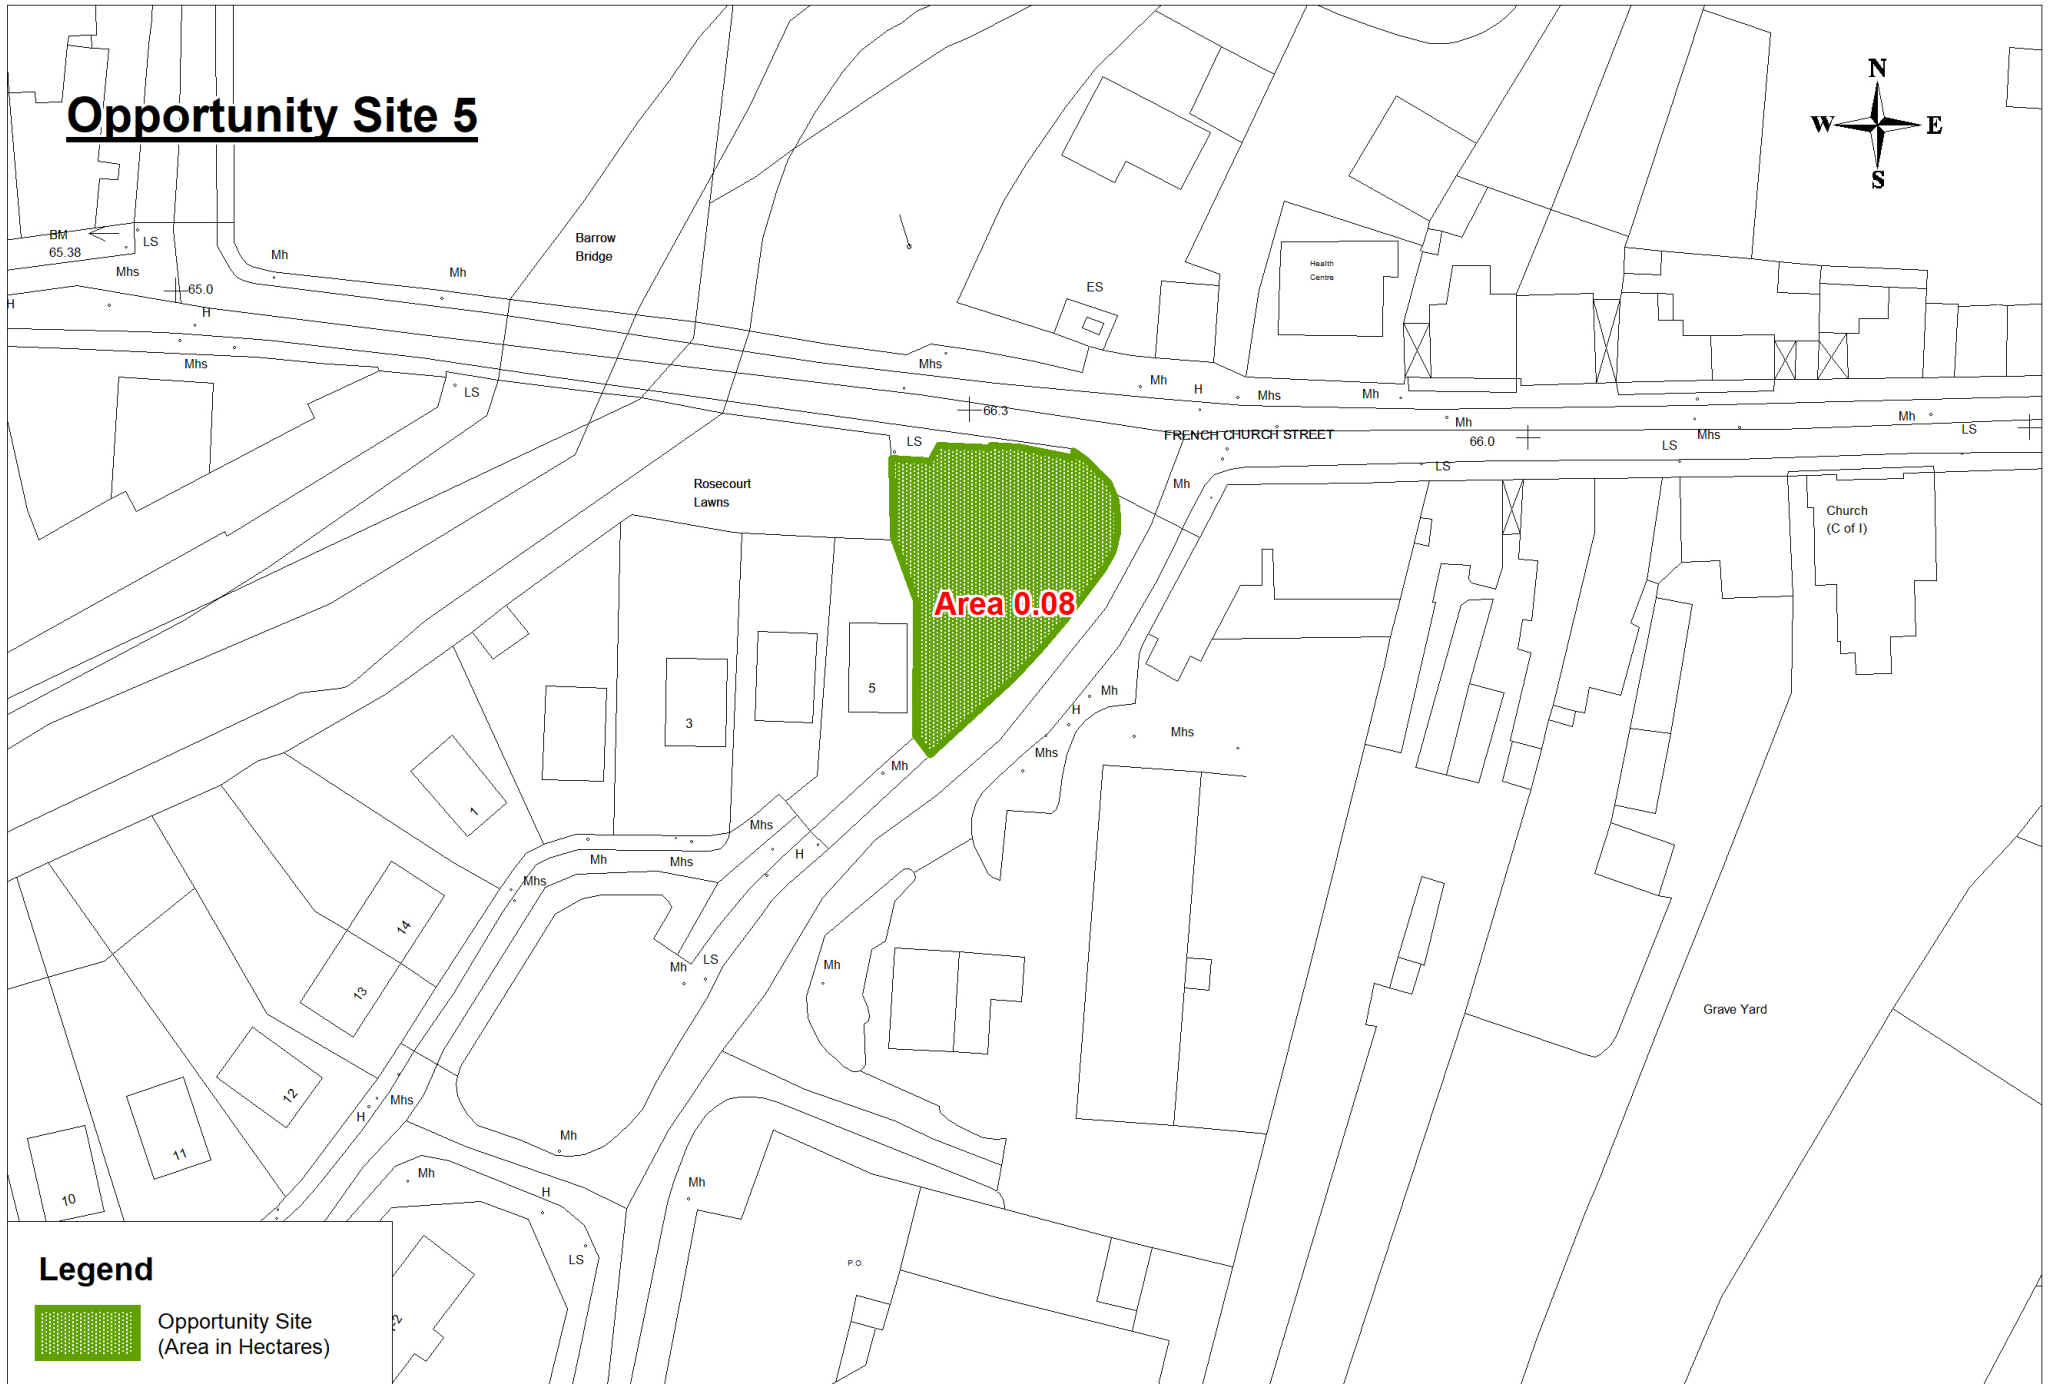 Opportunity Site 5
N
W E
S
BM
65.38
LS
Mhs
H
65.0
H
Mh
Mh
Barrow
Bridge
Mhs
LS
ES
Health
Centre
Mhs
66.3
Mh
H
Mhs
Mh
FRENCH CHURCH STREET
Mh
66.0
LS
LS
Mhs
Mh
LS
LS
Rosecourt
Lawns
Mh
Church
(C of I)
Area 0.08
5
3
1
Mh
H
Mhs
Mhs
Mh
Mhs
H
Mh
Mhs
Mhs
14
13
12
11
10
Mh
LS
Mh
Grave Yard
Mhs
H
Mh
Mh
H
LS
Mh
P.O.
Legend
Opportunity Site
(Area in Hectares)